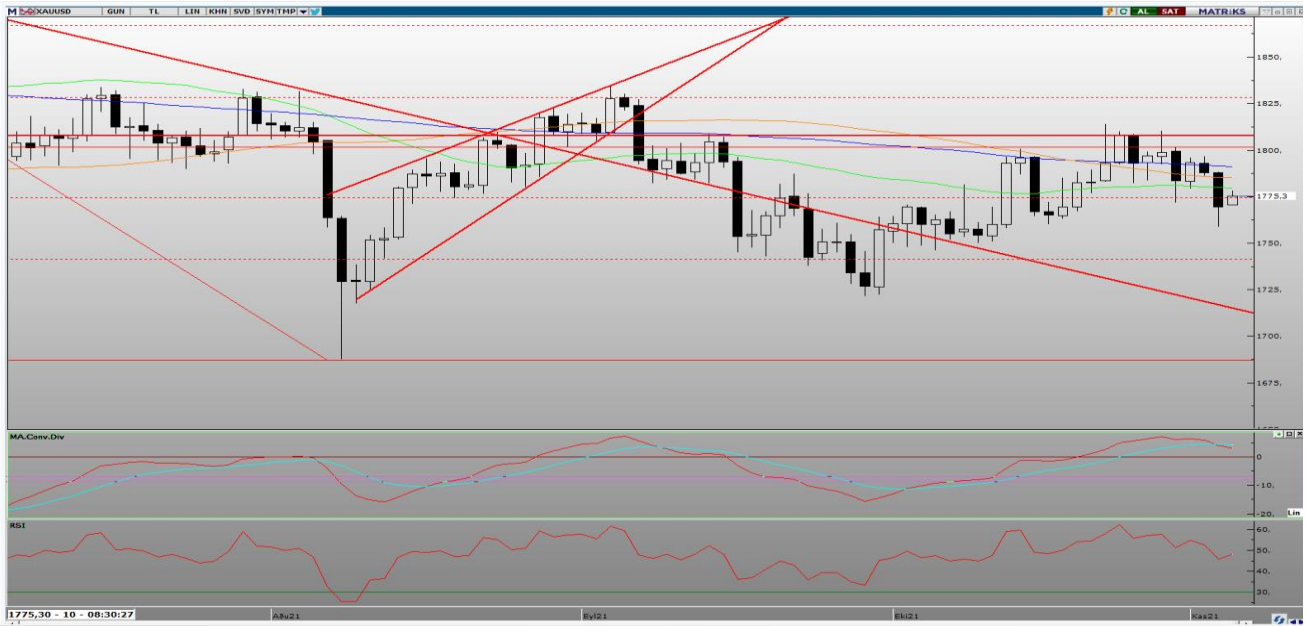 M XAUUSD GUN TL LIN KHN SVD SYM TMP AL SAT MATRiKS
1850.
1825.
1800.
1775.3
1750.
1725.
1700.
1675.
MA.Conv.Div
0
-10.
-20.
Lin
RSI
60.
50.
40.
30.
1775,30 - 10 - 08:30:27
Ağu21
Eyl21
Eki21
Kas21